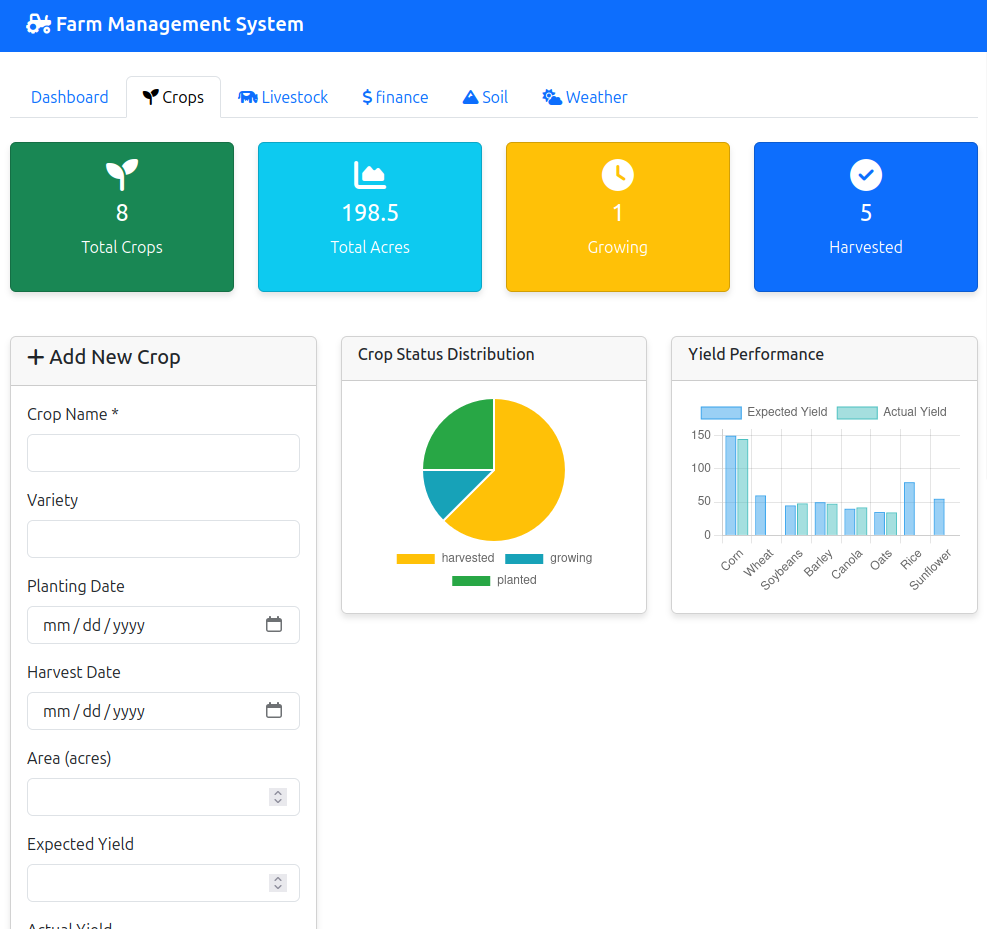 Farm Management System
Dashboard Crops Livestock finance Soil Weather
8
Total Crops
198.5
Total Acres
1
Growing
5
Harvested
Add New Crop
Crop Name *
Variety
Planting Date
mm / dd / yyyy
Harvest Date
mm / dd / yyyy
Area (acres)
Expected Yield
Actual Yield
Crop Status Distribution
harvested growing
planted
Yield Performance
Expected Yield Actual Yield
150
100
50
0
Corn Wheat Soybeans Barley Canola Oats Rice Sunflower